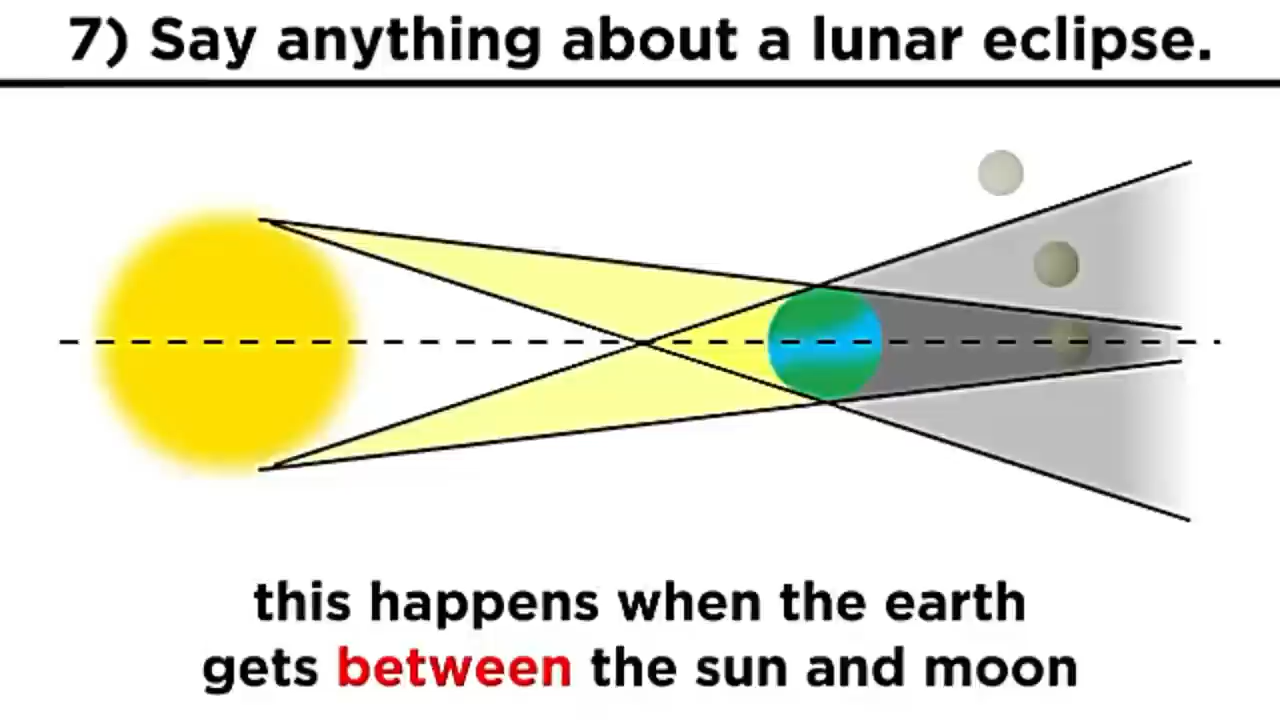 7) Say anything about a lunar eclipse.
this happens when the earth
gets between the sun and moon